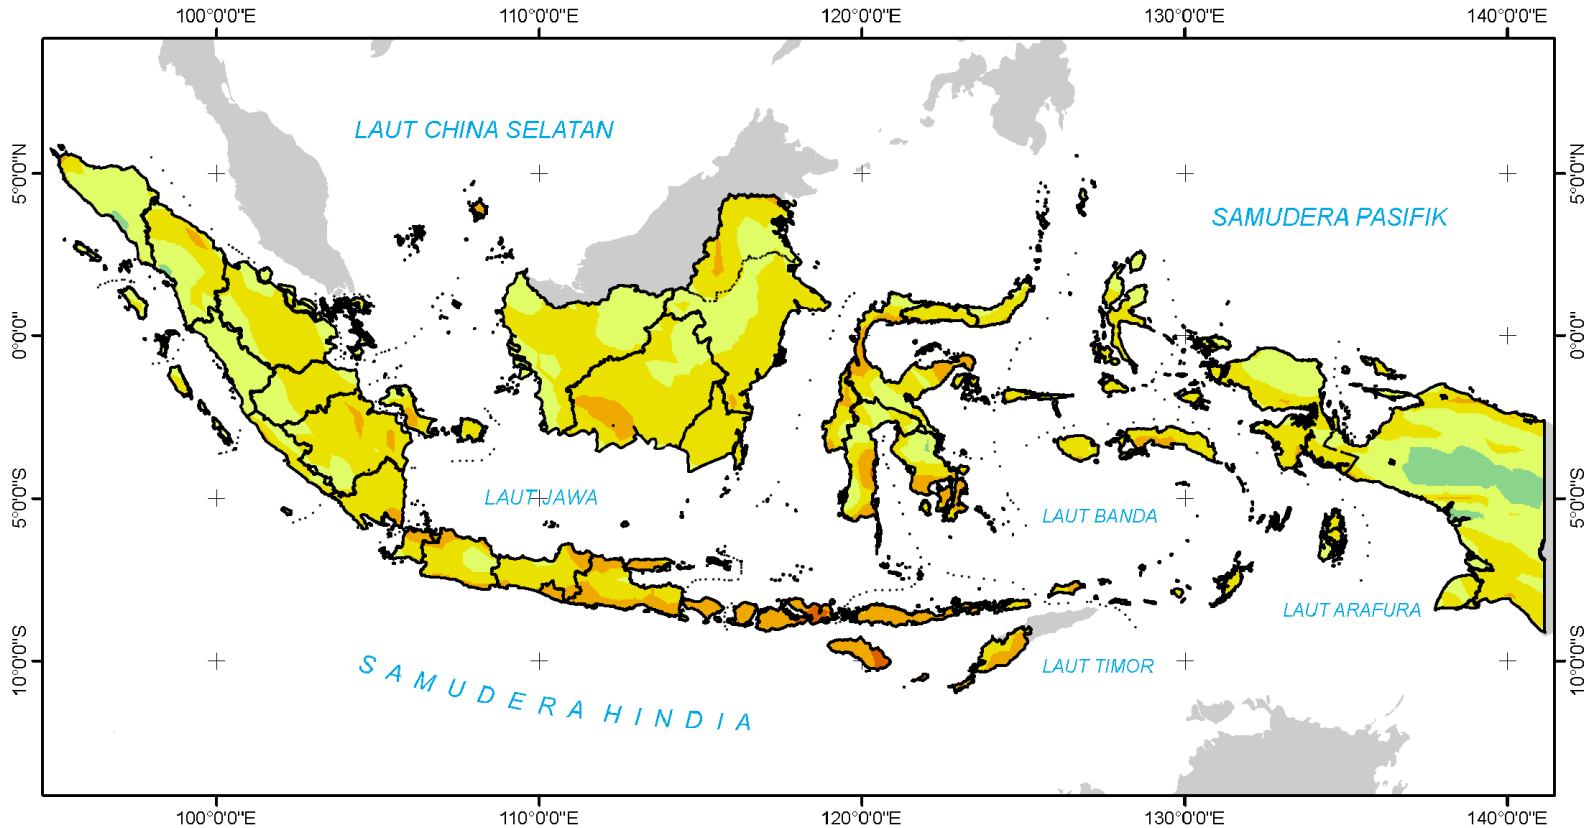 100°0'0"E 110°0'0"E 120°0'0"E 130°0'0"E 140°0'0"E
LAUT CHINA SELATAN
5°0'0"N 5°0'0"N
SAMUDERA PASIFIK
0°0'0" 0°0'0"
LAUT JAWA
5°0'0"S 5°0'0"S
LAUT BANDA
LAUT ARAFURA
LAUT TIMOR
10°0'0"S 10°0'0"S
SAMUDERA HINDIA
100°0'0"E 110°0'0"E 120°0'0"E 130°0'0"E 140°0'0"E